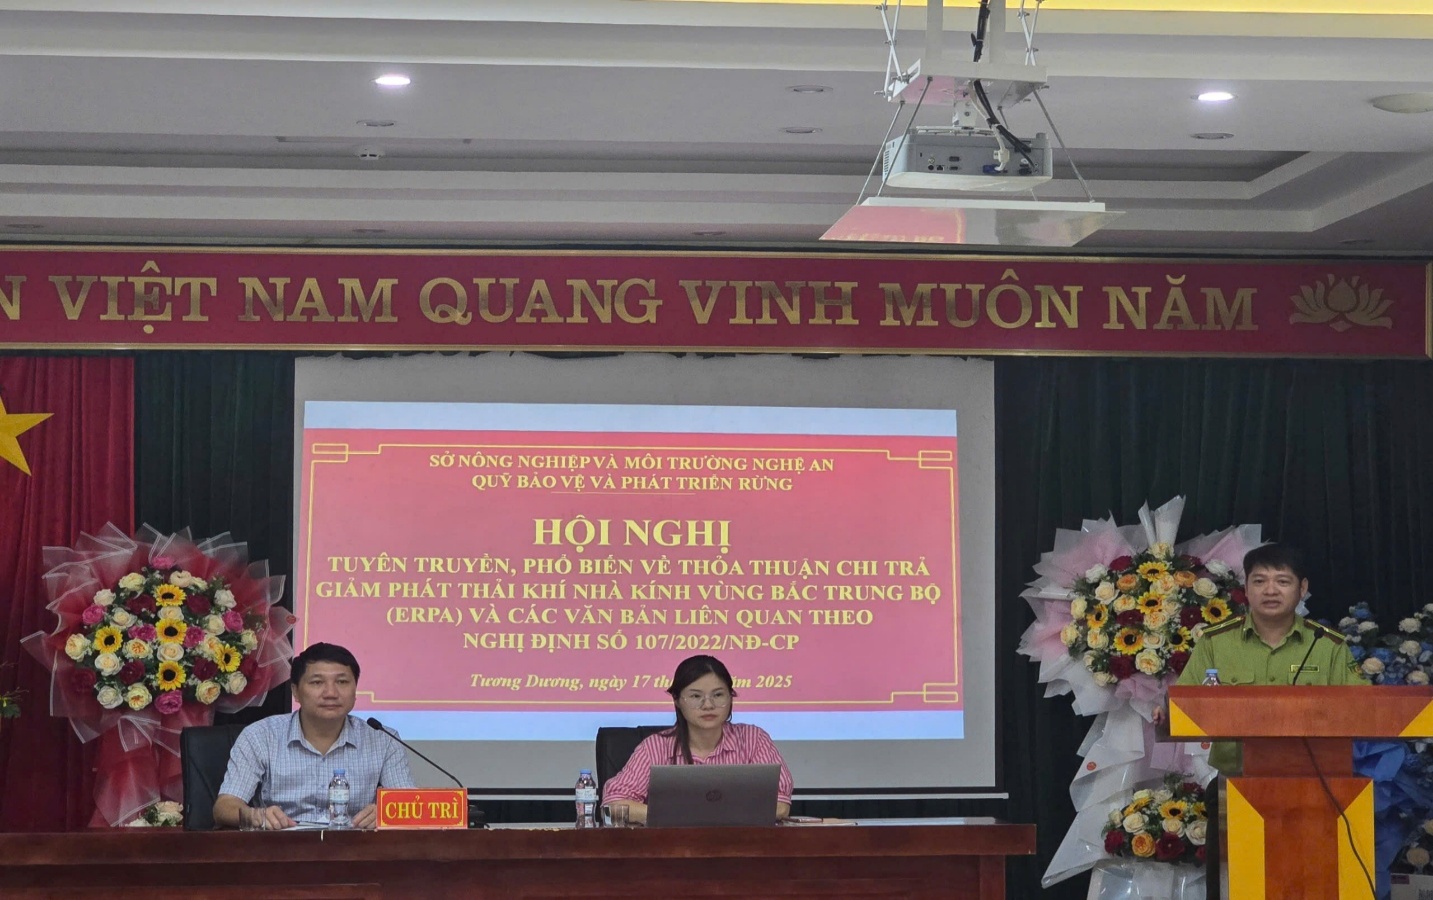 VIỆT NAM QUANG VINH MUÔN NĂM
SỞ NÔNG NGHIỆP VÀ MÔI TRƯỜNG NGHỆ AN
QUỸ BẢO VỆ VÀ PHÁT TRIỂN RỪNG
HỘI NGHỊ
TUYÊN TRUYỀN, PHỔ BIẾN VỀ THỎA THUẬN CHI TRẢ
GIẢM PHÁT THẢI KHÍ NHÀ KÍNH VÙNG BẮC TRUNG BỘ
(ERPA) VÀ CÁC VĂN BẢN LIÊN QUAN THEO
NGHỊ ĐỊNH SỐ 107/2022/NĐ-CP
Tương Dương, ngày 17 2025
CHỦ TRÌ